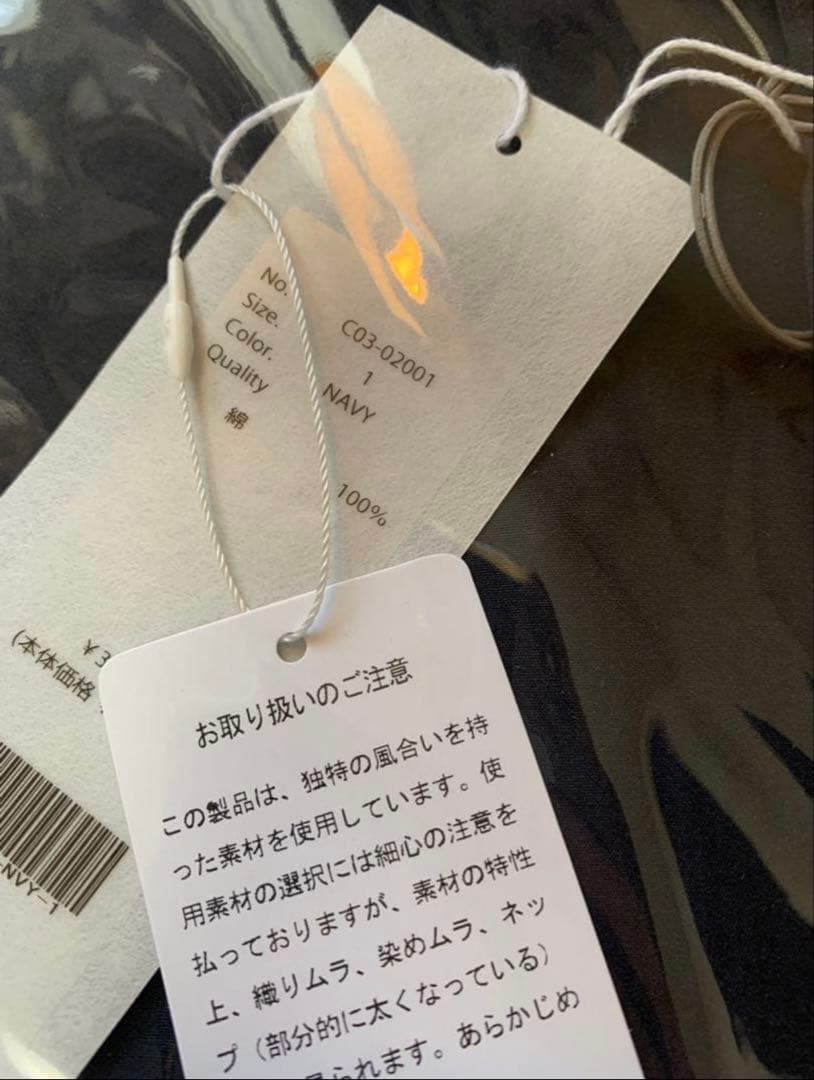 No. C03-02001
Size. 1
Color. NAVY
Quality
綿 100%
¥3
(本体価格
-NVY-1
お取り扱いのご注意
この製品は、独特の風合いを持
った素材を使用しています。使
用素材の選択には細心の注意を
払っておりますが、素材の特性
上、織りムラ、染めムラ、ネッ
プ（部分的に太くなっている）
見られます。あらかじめ